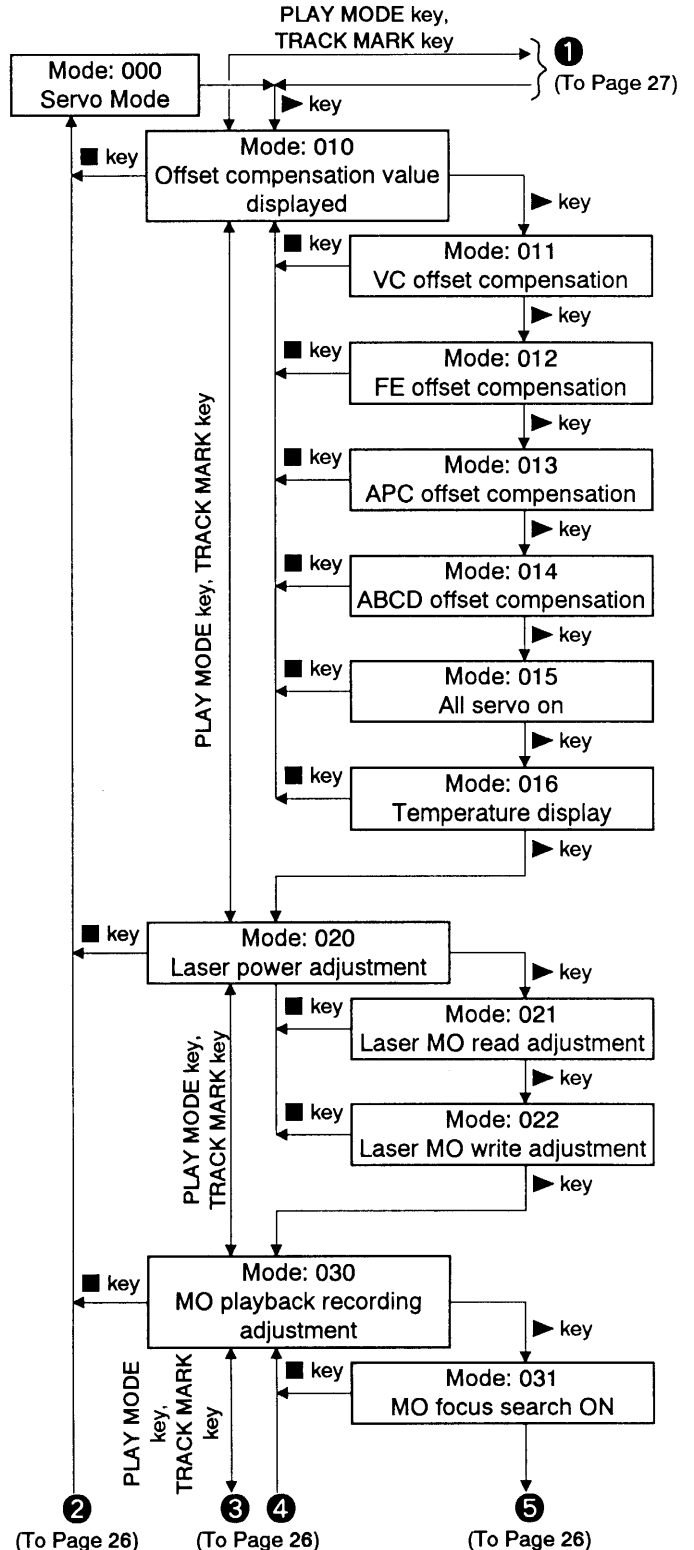 PLAY MODE key,
TRACK MARK key
❶
(To Page 27)
Mode: 000
Servo Mode
▶ key
Mode: 010
Offset compensation value
displayed
■ key
▶ key
Mode: 011
VC offset compensation
■ key
▶ key
Mode: 012
FE offset compensation
■ key
▶ key
Mode: 013
APC offset compensation
■ key
▶ key
Mode: 014
ABCD offset compensation
■ key
▶ key
Mode: 015
All servo on
■ key
▶ key
Mode: 016
Temperature display
■ key
▶ key
PLAY MODE key, TRACK MARK key
Mode: 020
Laser power adjustment
■ key
▶ key
Mode: 021
Laser MO read adjustment
■ key
▶ key
Mode: 022
Laser MO write adjustment
■ key
▶ key
PLAY MODE key,
TRACK MARK key
Mode: 030
MO playback recording
adjustment
■ key
▶ key
Mode: 031
MO focus search ON
■ key
PLAY MODE
key,
TRACK MARK
key
❷
(To Page 26)
❸ ❹
(To Page 26)
❺
(To Page 26)